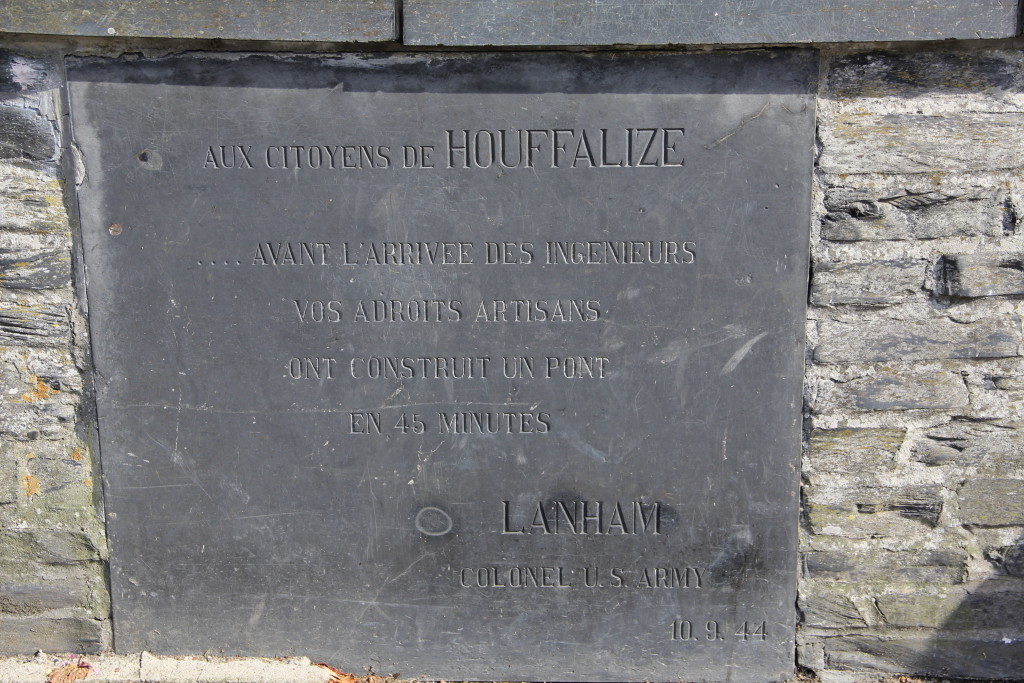 AUX CITOYENS DE HOUFFALIZE
.... AVANT L'ARRIVEE DES INGENIEURS
VOS ADROITS ARTISANS
ONT CONSTRUIT UN PONT
EN 45 MINUTES
LANHAM
COLONEL U.S. ARMY
10.9.44